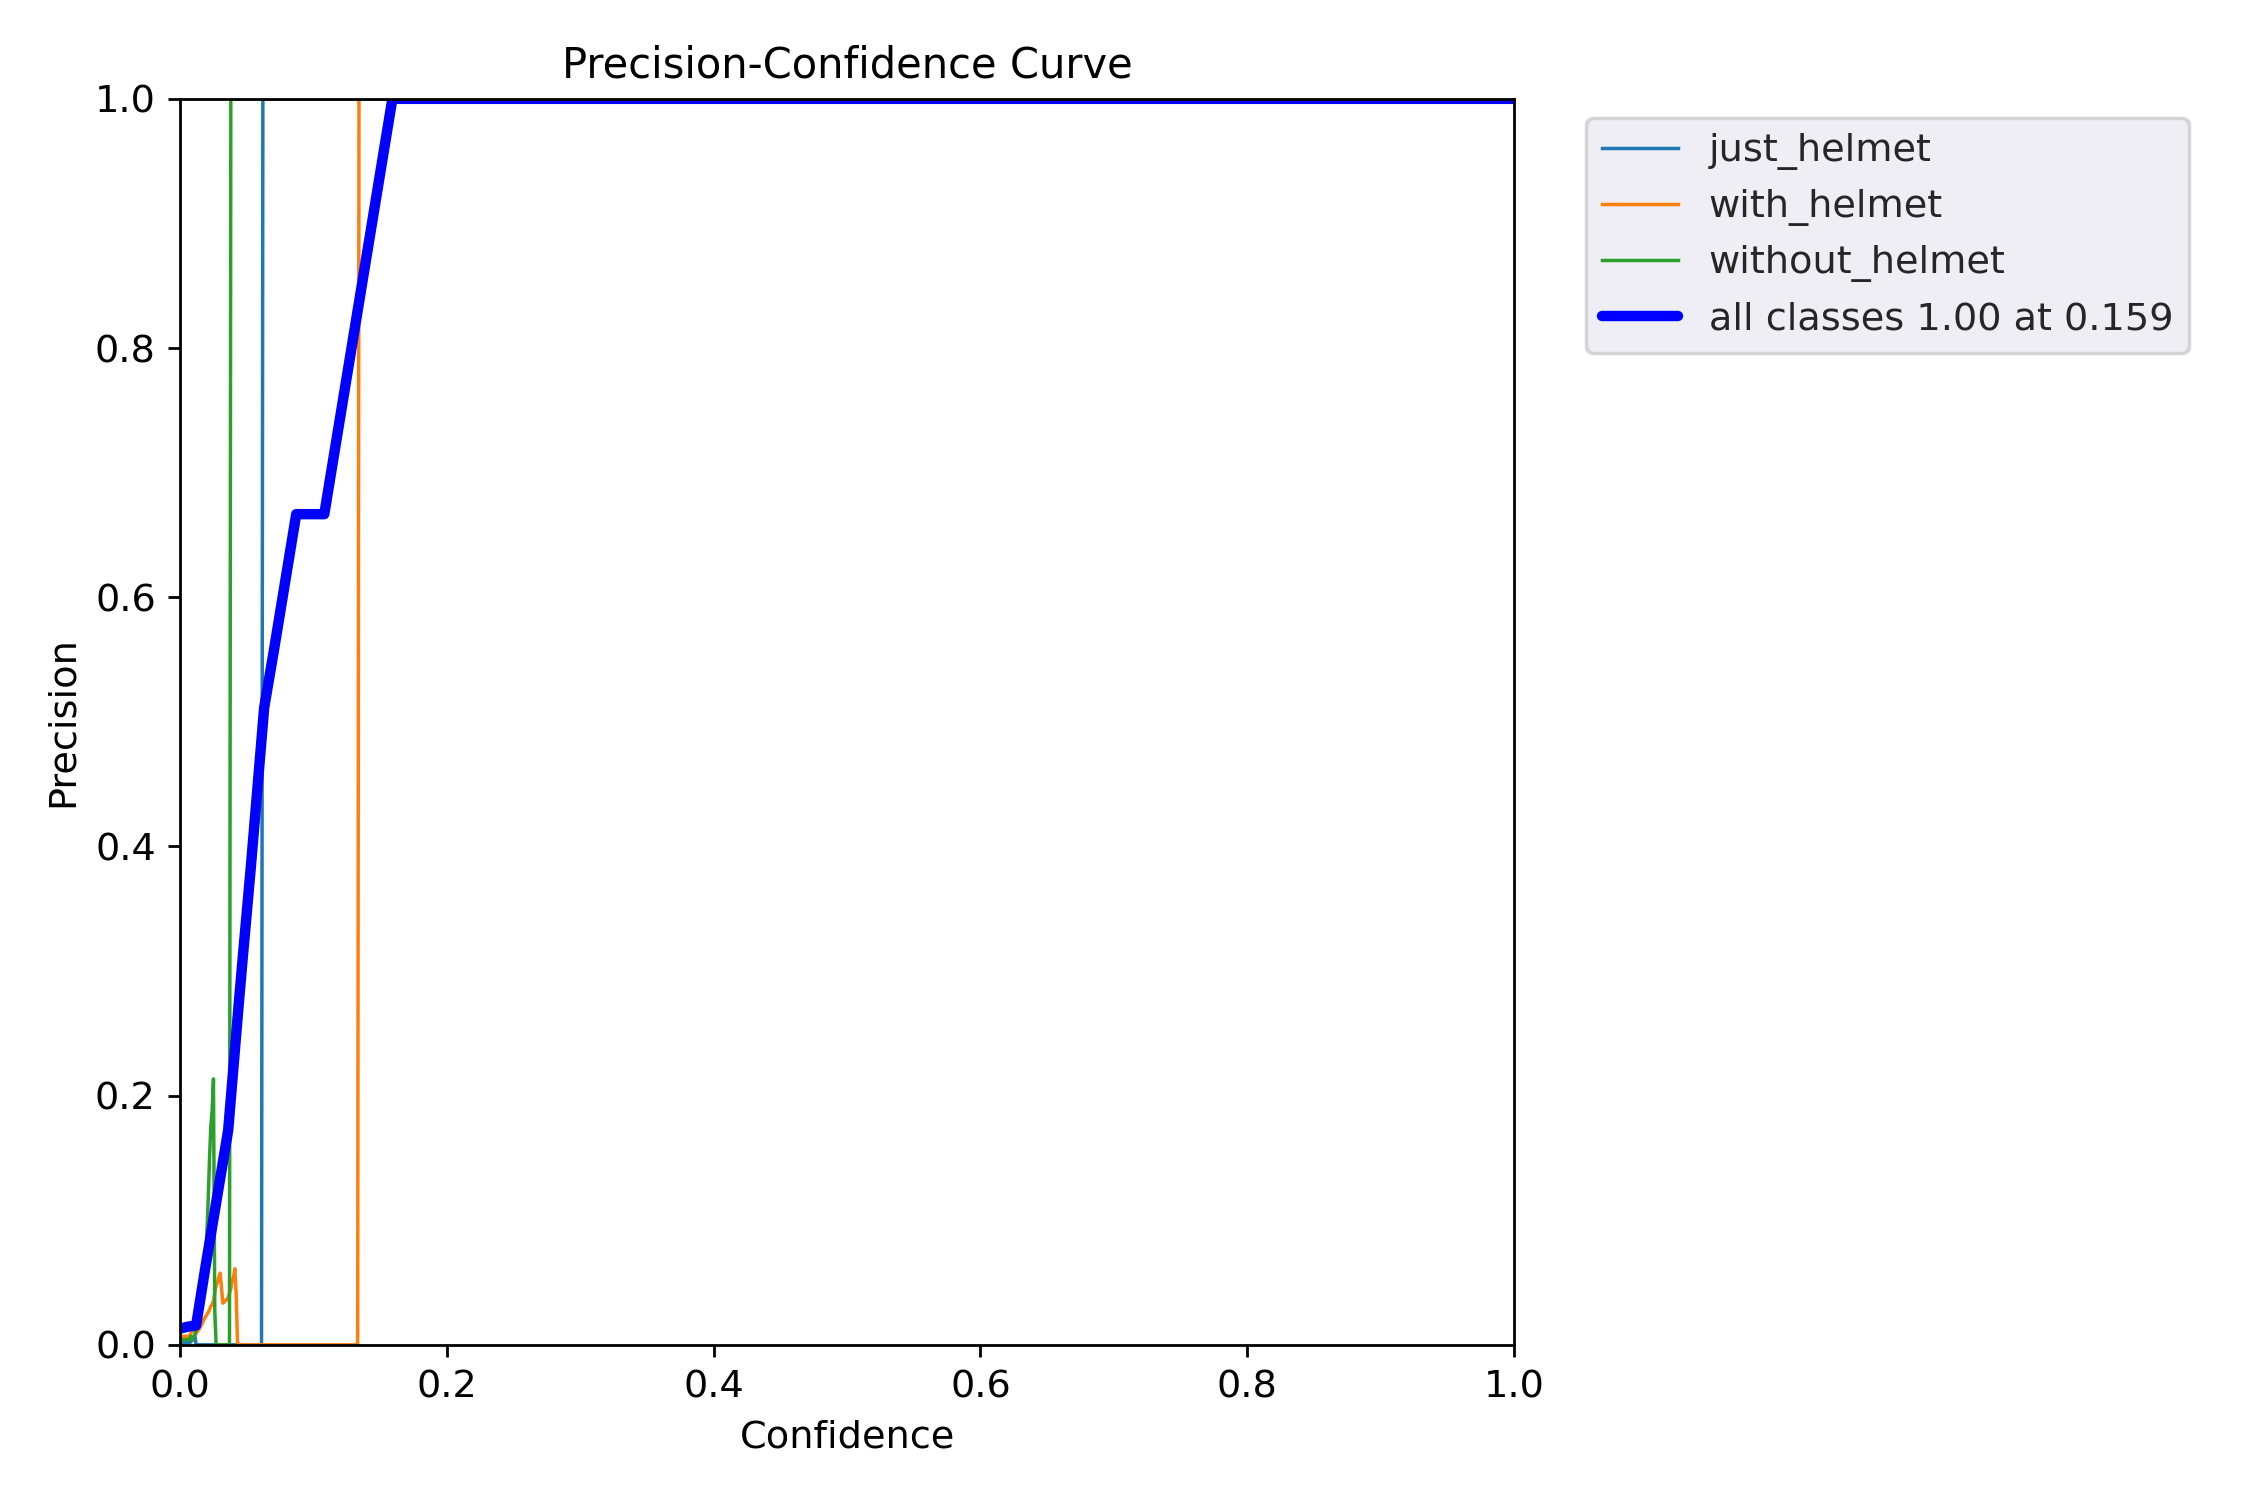 Precision-Confidence Curve
1.0
0.8
0.6
0.4
0.2
0.0
Precision
0.0 0.2 0.4 0.6 0.8 1.0
Confidence
just_helmet
with_helmet
without_helmet
all classes 1.00 at 0.159